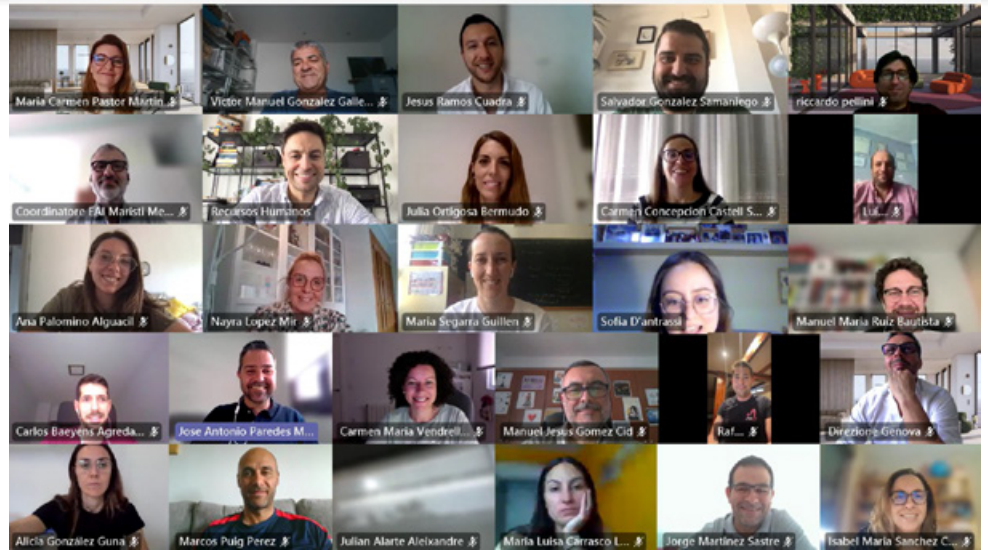 Maria Carmen Pastor Martin
Victor Manuel Gonzalez Galle...
Jesus Ramos Cuadra
Salvador Gonzalez Samaniego
riccardo pellini
Coordinatore EAI Maristi Me...
Recursos Humanos
Julia Ortigosa Bermudo
Carmen Concepcion Castell S...
Lui...
Ana Palomino Alguacil
Nayra Lopez Mir
Maria Segarra Guillen
Sofia D'antrassi
Manuel Maria Ruiz Bautista
Carlos Baeyens Agreda...
Jose Antonio Paredes M...
Carmen Maria Vendrell...
Manuel Jesus Gomez Cid
Raf...
Direzione Genova
Alicia González Guna
Marcos Puig Perez
Julian Alarte Aleixandre
Maria Luisa Carrasco L...
Jorge Martinez Sastre
Isabel Maria Sanchez C...